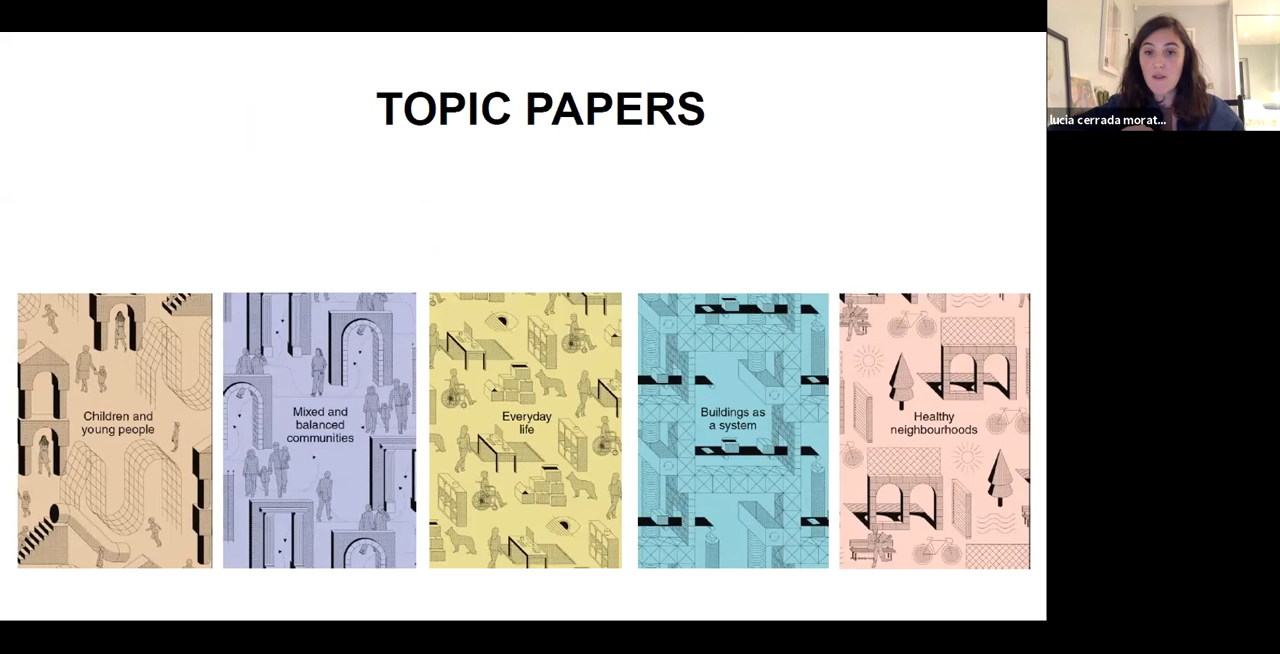 TOPIC PAPERS
lucia cerrada morat...
Children and
young people
Mixed and
balanced
communities
Everyday
life
Buildings as
a system
Healthy
neighbourhoods